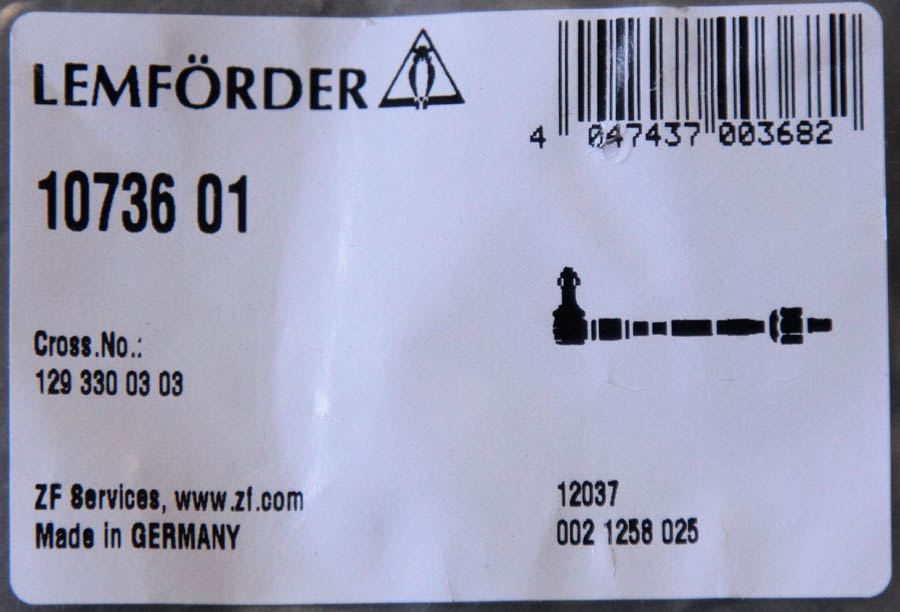 LEMFÖRDER
4 047437 003682
10736 01
Cross.No.:
129 330 03 03
ZF Services, www.zf.com
Made in GERMANY
12037
002 1258 025